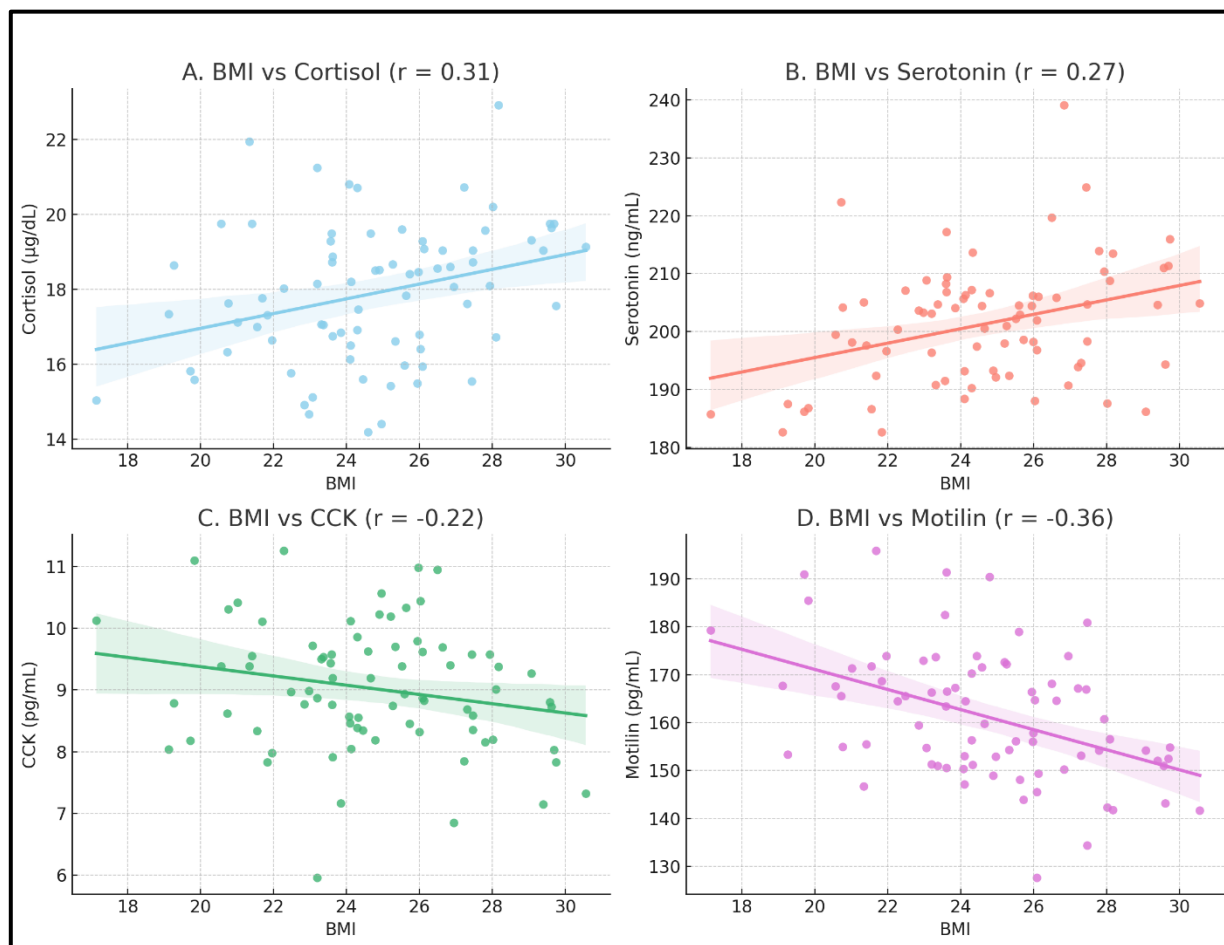 A. BMI vs Cortisol (r = 0.31)
Cortisol (µg/dL)
22
20
18
16
14
18 20 22 24 26 28 30
BMI
B. BMI vs Serotonin (r = 0.27)
Serotonin (ng/mL)
240
230
220
210
200
190
180
18 20 22 24 26 28 30
BMI
C. BMI vs CCK (r = -0.22)
CCK (pg/mL)
11
10
9
8
7
6
18 20 22 24 26 28 30
BMI
D. BMI vs Motilin (r = -0.36)
Motilin (pg/mL)
190
180
170
160
150
140
130
18 20 22 24 26 28 30
BMI